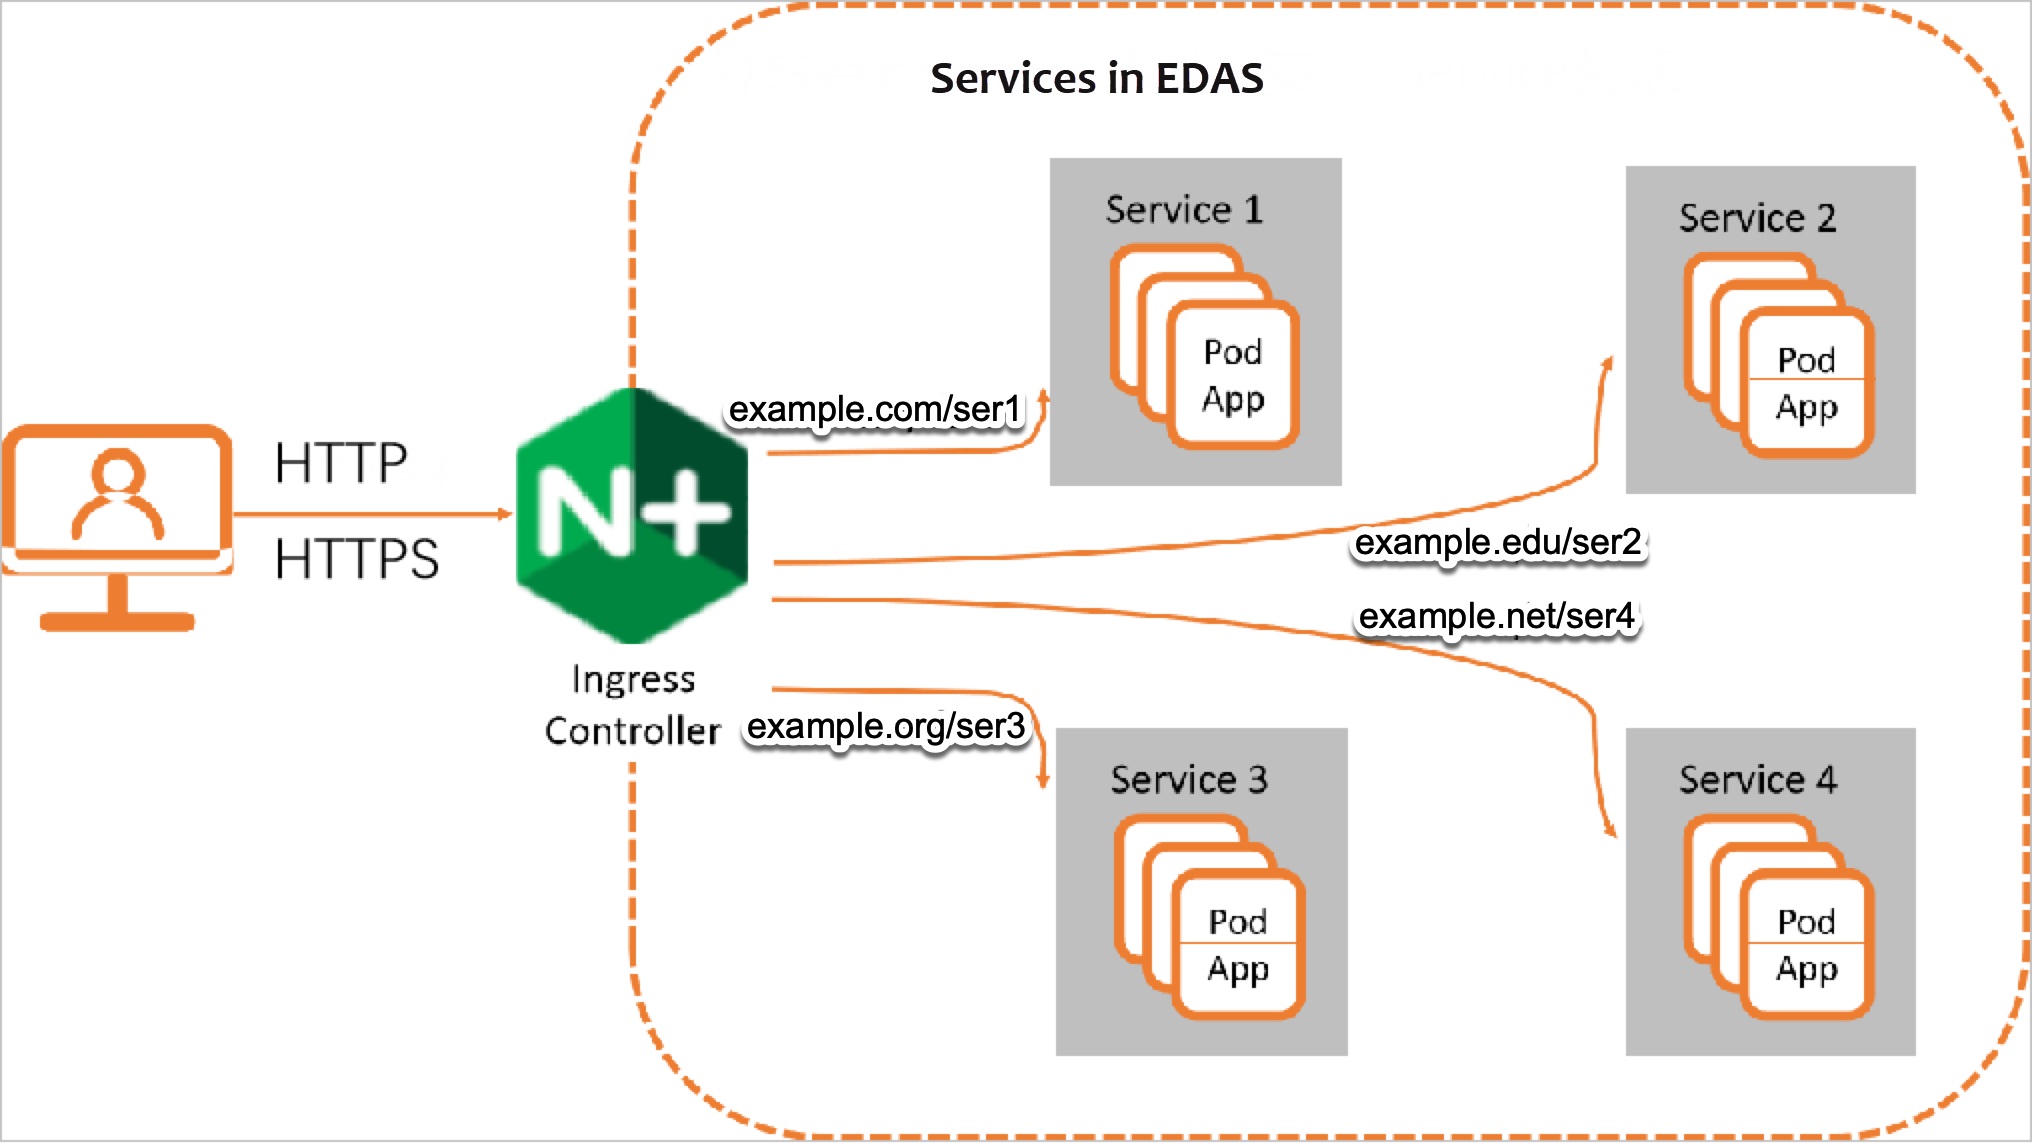 Services in EDAS
Service 1
Pod
App
Service 2
Pod
App
example.com/ser1
HTTP
HTTPS
N+
example.edu/ser2
example.net/ser4
Ingress
Controller
example.org/ser3
Service 3
Pod
App
Service 4
Pod
App